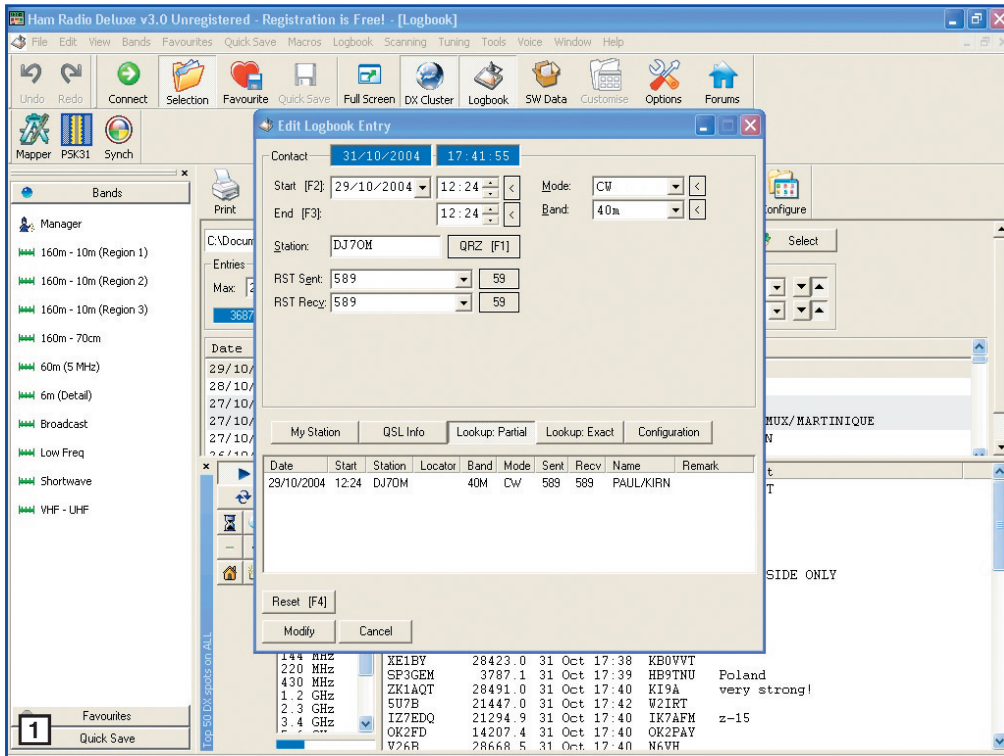 Ham Radio Deluxe v3.0 Unregistered - Registration is Free! - [Logbook]
File Edit View Bands Favourites Quick Save Macros Logbook Scanning Tuning Tools Voice Window Help
Undo Redo Connect Selection Favourite Quick Save Full Screen DX Cluster Logbook SW Data Customise Options Forums
Mapper PSK31 Synch
Bands
Manager
160m - 10m (Region 1)
160m - 10m (Region 2)
160m - 10m (Region 3)
160m - 70cm
60m (5 MHz)
6m (Detail)
Broadcast
Low Freq
Shortwave
VHF - UHF
Favourites
Quick Save
1
Print
onfigure
C:\Docum
Select
Entries
Max: 2
3687
Date
29/10/
28/10/
27/10/
27/10/ MUX/MARTINIQUE
27/10/ N
Edit Logbook Entry
Contact 31/10/2004 17:41:55
Start [F2]: 29/10/2004 12:24 < Mode: CW <
End [F3]: 12:24 < Band: 40m <
Station: DJ7OM QRZ [F1]
RST Sent: 589 59
RST Recv: 589 59
My Station QSL Info Lookup: Partial Lookup: Exact Configuration
Date Start Station Locator Band Mode Sent Recv Name Remark
29/10/2004 12:24 DJ7OM 40M CW 589 589 PAUL/KIRN
Reset [F4]
Modify Cancel
t
T
SIDE ONLY
Top 50 DX spots on ALL
144 MHz
220 MHz
430 MHz
1.2 GHz
2.3 GHz
3.4 GHz
XE1BY 28423.0 31 Oct 17:38 KB0VVT
SP3GEM 3787.1 31 Oct 17:39 HB9TNU Poland
ZK1AQT 28491.0 31 Oct 17:40 KI9A very strong!
5U7B 21447.0 31 Oct 17:42 W2IRT
IZ7EDQ 21294.9 31 Oct 17:40 IK7AFM z-15
OK2FD 14207.4 31 Oct 17:40 OK2PAY
V26B 28668.5 31 Oct 17:40 N6VH